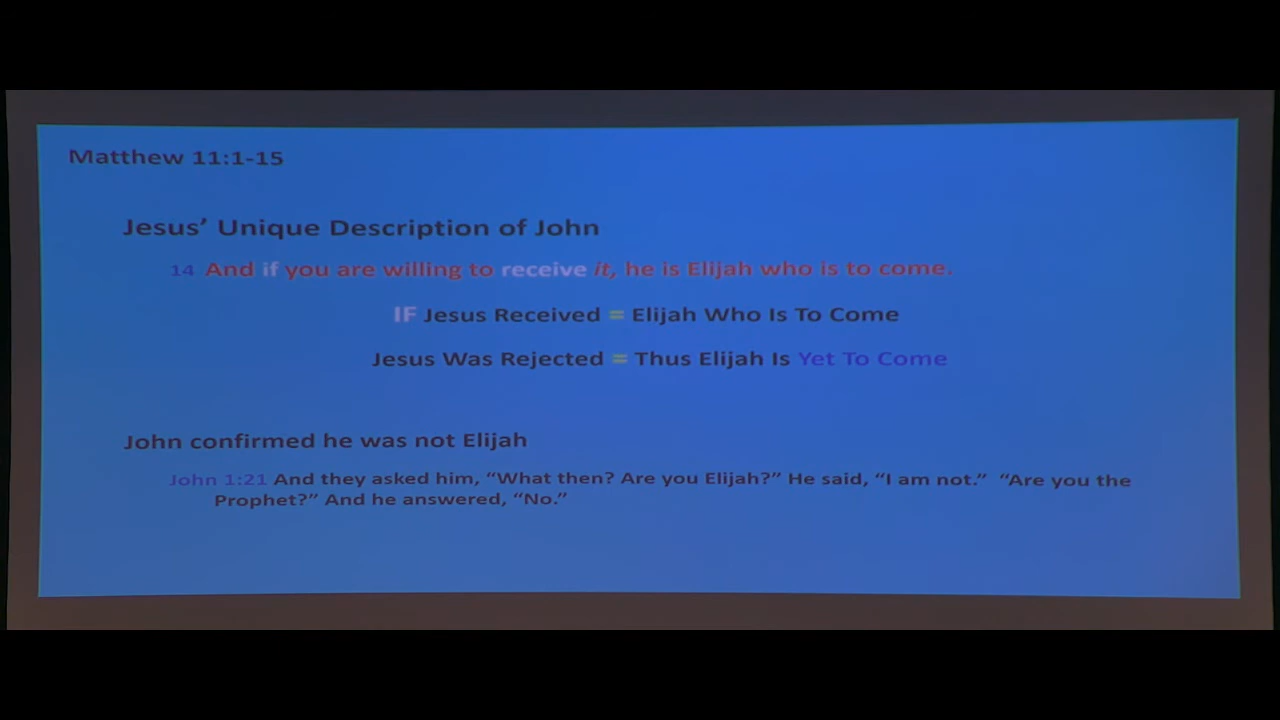 Matthew 11:1-15
Jesus’ Unique Description of John
14 And if you are willing to receive it, he is Elijah who is to come.
IF Jesus Received = Elijah Who Is To Come
Jesus Was Rejected = Thus Elijah Is Yet To Come
John confirmed he was not Elijah
John 1:21 And they asked him, “What then? Are you Elijah?” He said, “I am not.” “Are you the
Prophet?” And he answered, “No.”